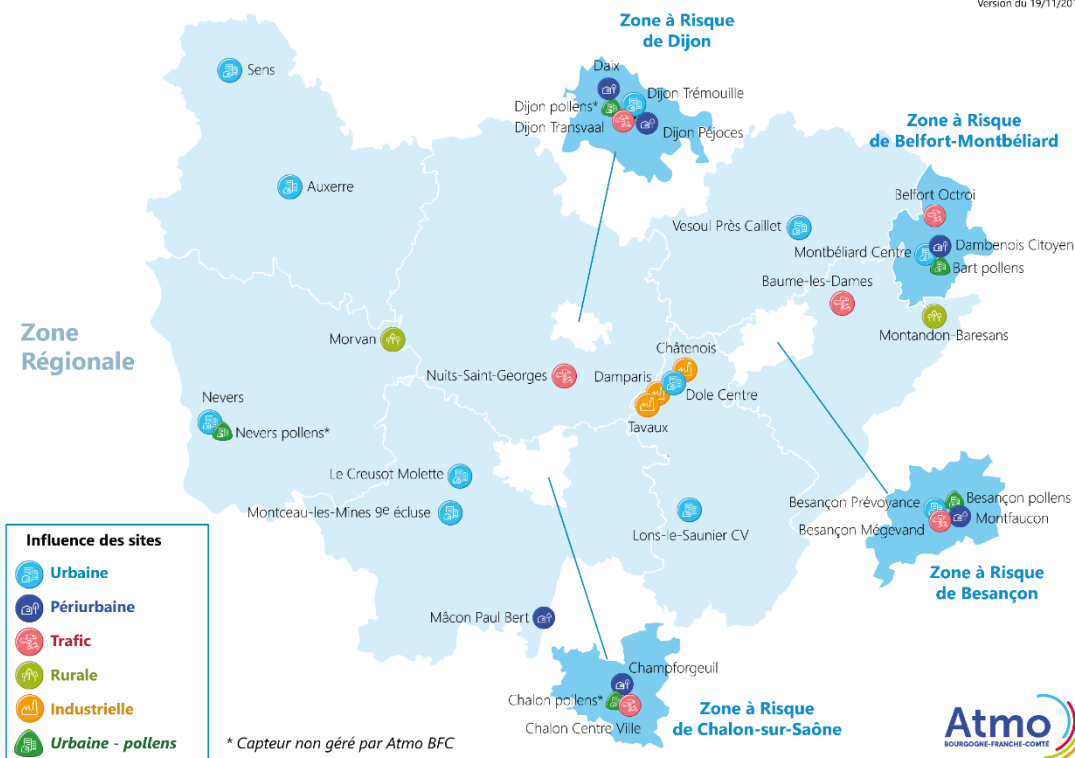 Version du 19/11/201
Zone à Risque
de Dijon
Daix
Dijon Trémouille
Dijon pollens*
Dijon Transvaal
Dijon Péjoces
Sens
Auxerre
Zone à Risque
de Belfort-Montbéliard
Belfort Octroi
Vesoul Près Caillet
Montbéliard Centre
Dambenois Citoyen
Bart pollens
Baume-les-Dames
Montandon-Baresans
Zone
Régionale
Morvan
Nuits-Saint-Georges
Châtenois
Damparis
Dole Centre
Tavaux
Nevers
Nevers pollens*
Le Creusot Molette
Montceau-les-Mines 9e écluse
Lons-le-Saunier CV
Besançon Prévoyance
Besançon pollens
Montfaucon
Besançon Mégevand
Zone à Risque
de Besançon
Mâcon Paul Bert
Champforgeuil
Chalon pollens*
Chalon Centre Ville
Zone à Risque
de Chalon-sur-Saône
Influence des sites
Urbaine
Périurbaine
Trafic
Rurale
Industrielle
Urbaine - pollens
* Capteur non géré par Atmo BFC
Atmo
BOURGOGNE-FRANCHE-COMTÉ